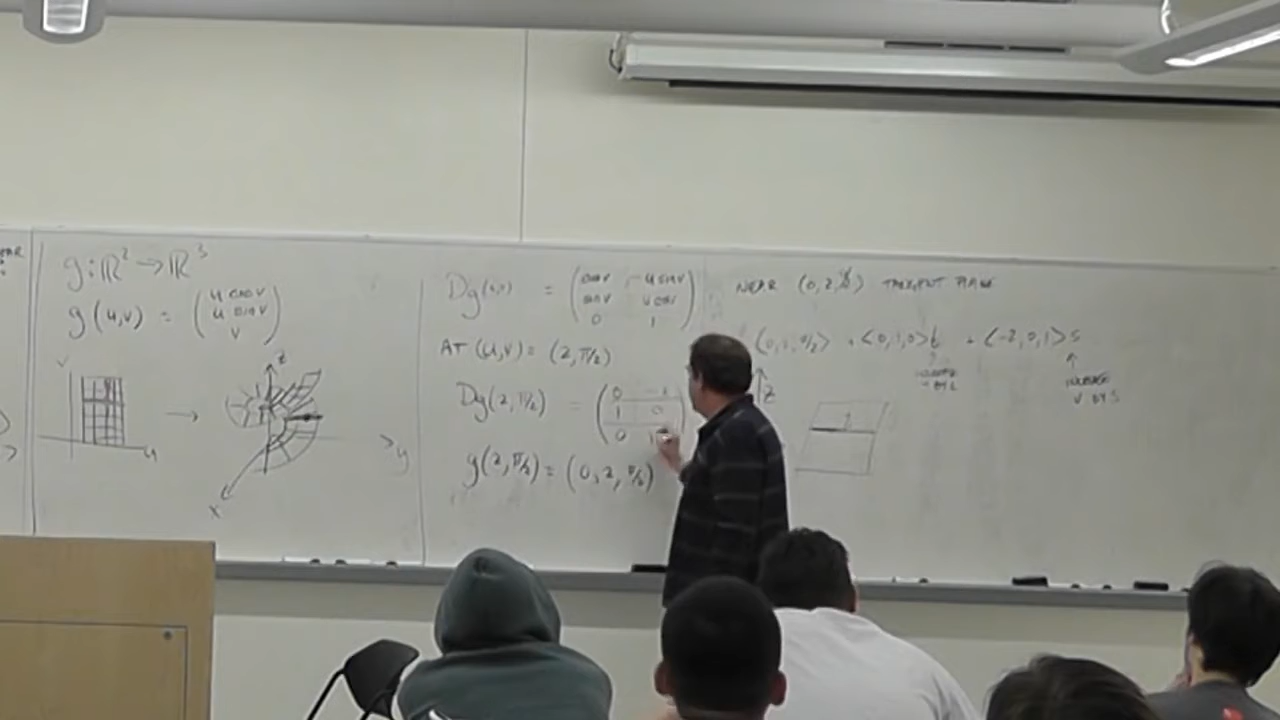 g: ℝ² → ℝ³
g(u,v) = (u cos v
u sin v
v)
v
u
→
z
y
x
Dg(u,v) = (cos v -u sin v
sin v u cos v
0 1)
AT (u,v) = (2, π/2)
Dg(2, π/2) = (0 -2
1 0
0 1)
g(2, π/2) = (0, 2, π/2)
NEAR (0, 2, π/2) TANGENT PLANE
(0, 2, π/2) + <0, 1, 0>t + <-2, 0, 1>s
↑
↑
INCREASE
V BY S
z